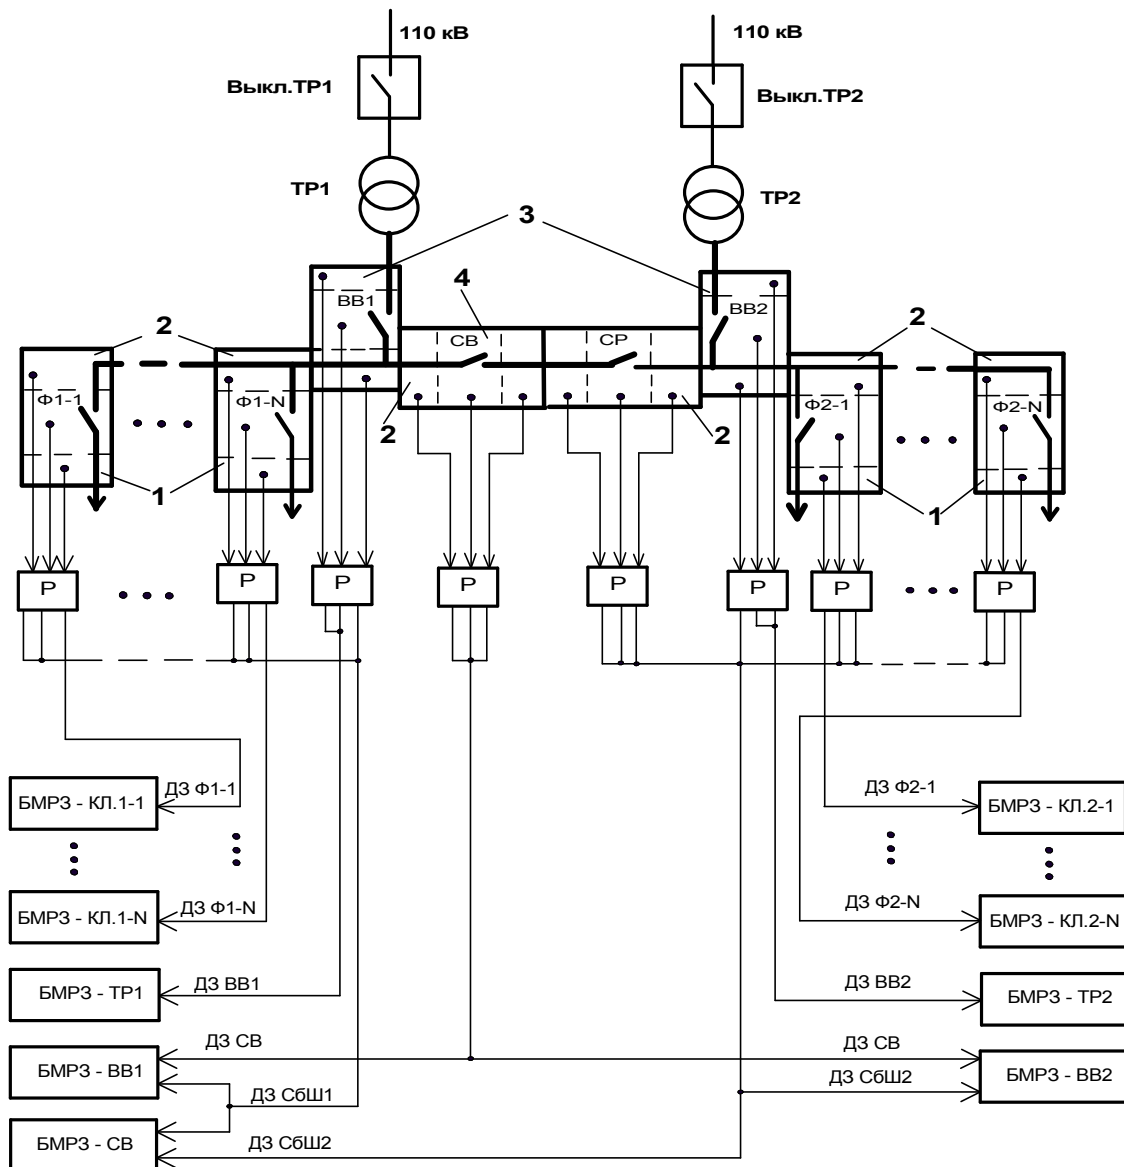 110 кВ
110 кВ
Выкл.ТР1
Выкл.ТР2
ТР1
ТР2
3
ВВ1
4
ВВ2
2
СВ
СР
2
Ф1-1
Ф1-N
Ф2-1
Ф2-N
2
2
1
1
Р
Р
Р
Р
Р
Р
Р
Р
ДЗ Ф1-1
ДЗ Ф2-1
БМРЗ - КЛ.1-1
БМРЗ - КЛ.2-1
ДЗ Ф1-N
ДЗ Ф2-N
БМРЗ - КЛ.1-N
БМРЗ - КЛ.2-N
ДЗ ВВ1
ДЗ ВВ2
БМРЗ - ТР1
БМРЗ - ТР2
ДЗ СВ
ДЗ СВ
БМРЗ - ВВ1
БМРЗ - ВВ2
ДЗ СбШ2
ДЗ СбШ1
БМРЗ - СВ
ДЗ СбШ2